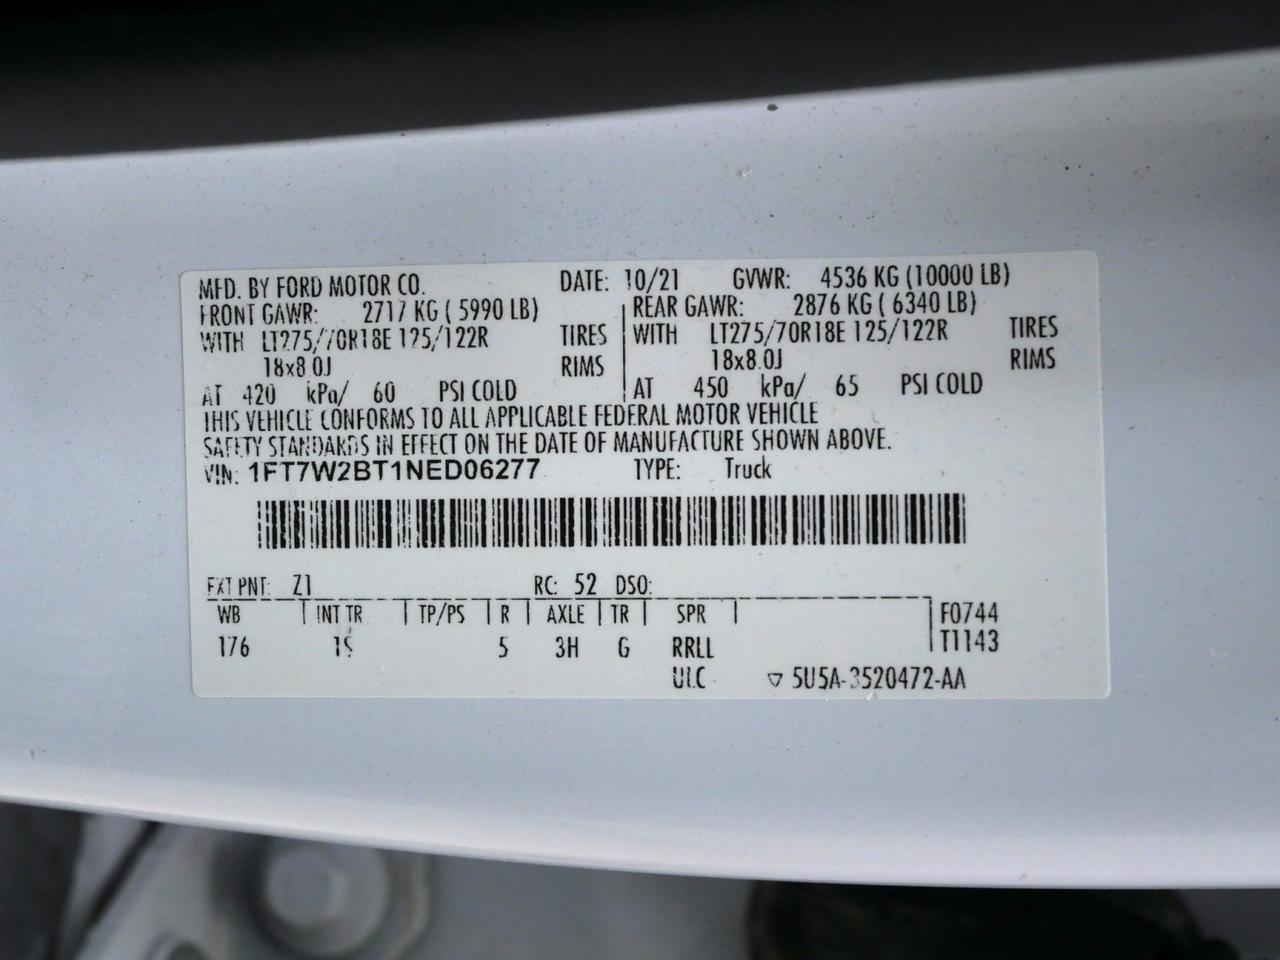 MFD. BY FORD MOTOR CO. DATE: 10/21 GVWR: 4536 KG (10000 LB)
FRONT GAWR: 2717 KG ( 5990 LB) REAR GAWR: 2876 KG ( 6340 LB)
WITH LT275/70R18E 125/122R TIRES WITH LT275/70R18E 125/122R TIRES
18x8.0J RIMS 18x8.0J RIMS
AT 420 kPa/ 60 PSI COLD AT 450 kPa/ 65 PSI COLD
THIS VEHICLE CONFORMS TO ALL APPLICABLE FEDERAL MOTOR VEHICLE
SAFETY STANDARDS IN EFFECT ON THE DATE OF MANUFACTURE SHOWN ABOVE.
VIN: 1FT7W2BT1NED06277 TYPE: Truck
EXT PNT: Z1 RC: 52 DSO:
WB INT TR TP/PS R AXLE TR SPR F0744
176 1S 5 3H G RRLL T1143
ULC ▽ 5U5A-3520472-AA